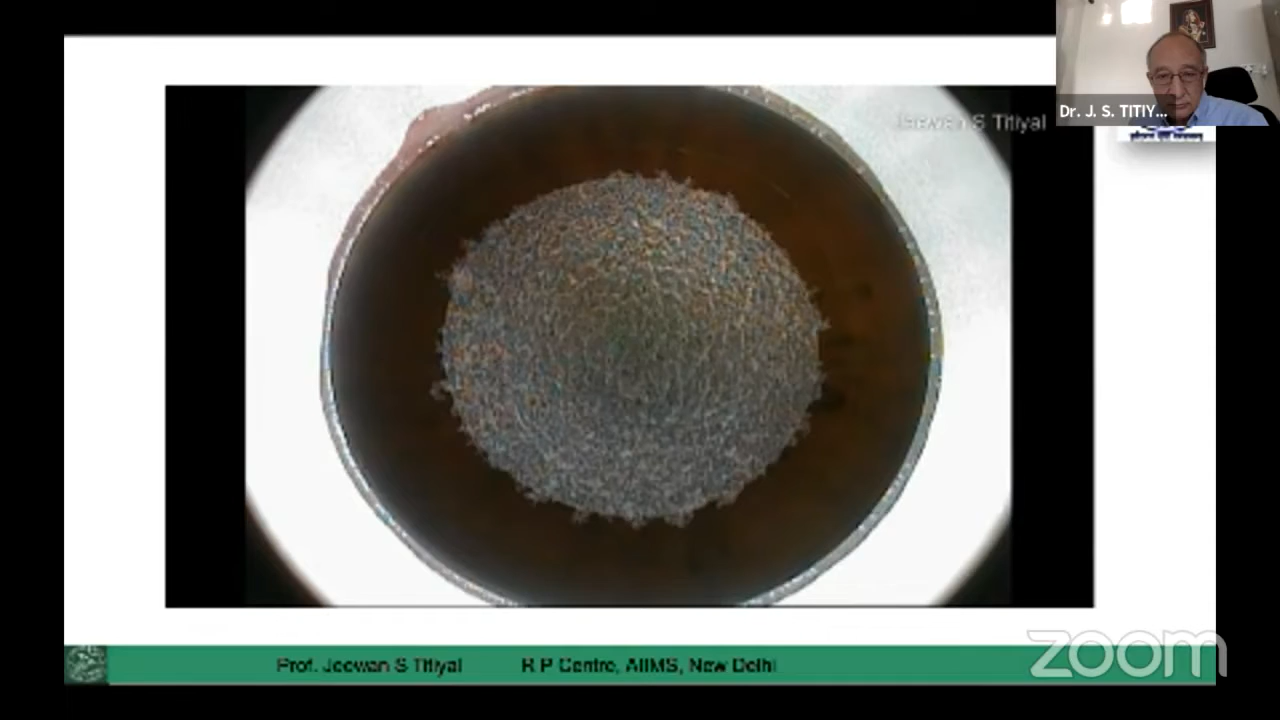 Jeewan S Titiyal
Dr. J. S. TITIY...
Prof. Jeewan S Titiyal R P Centre, AIIMS, New Delhi
zoom